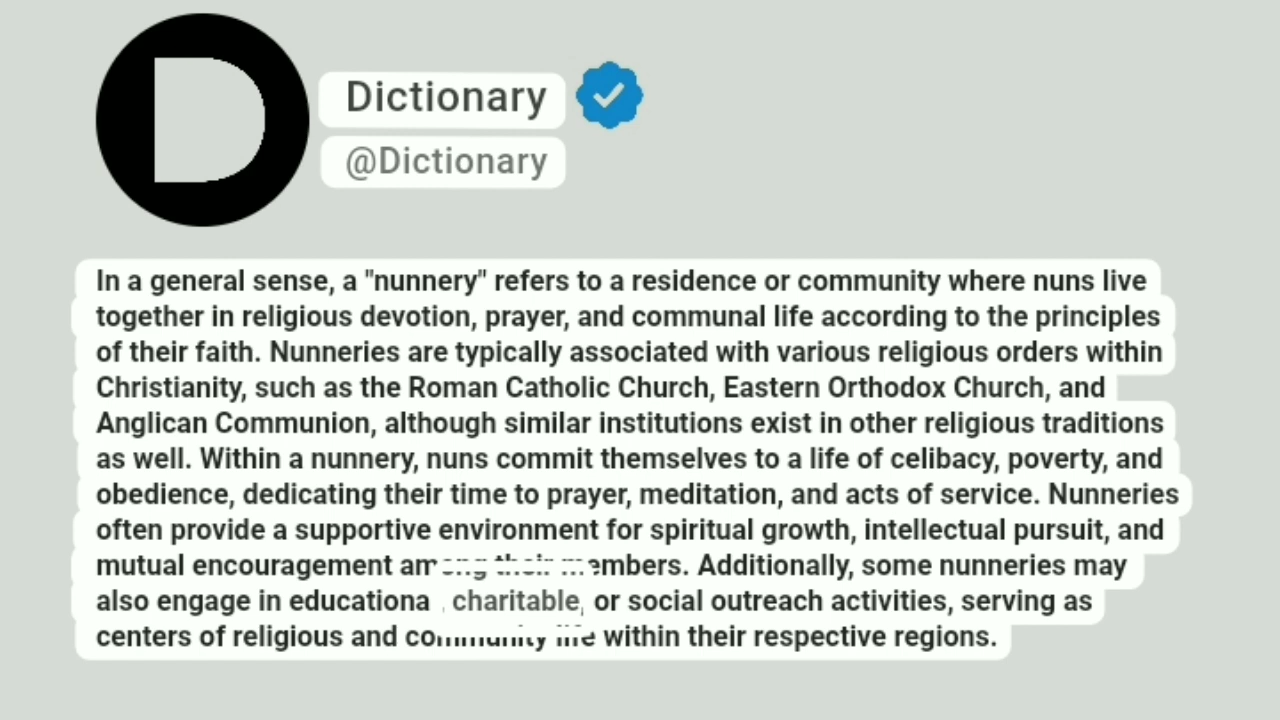 D
Dictionary
@Dictionary
In a general sense, a "nunnery" refers to a residence or community where nuns live
together in religious devotion, prayer, and communal life according to the principles
of their faith. Nunneries are typically associated with various religious orders within
Christianity, such as the Roman Catholic Church, Eastern Orthodox Church, and
Anglican Communion, although similar institutions exist in other religious traditions
as well. Within a nunnery, nuns commit themselves to a life of celibacy, poverty, and
obedience, dedicating their time to prayer, meditation, and acts of service. Nunneries
often provide a supportive environment for spiritual growth, intellectual pursuit, and
mutual encouragement among their members. Additionally, some nunneries may
also engage in educationa , charitable, or social outreach activities, serving as
centers of religious and community life within their respective regions.